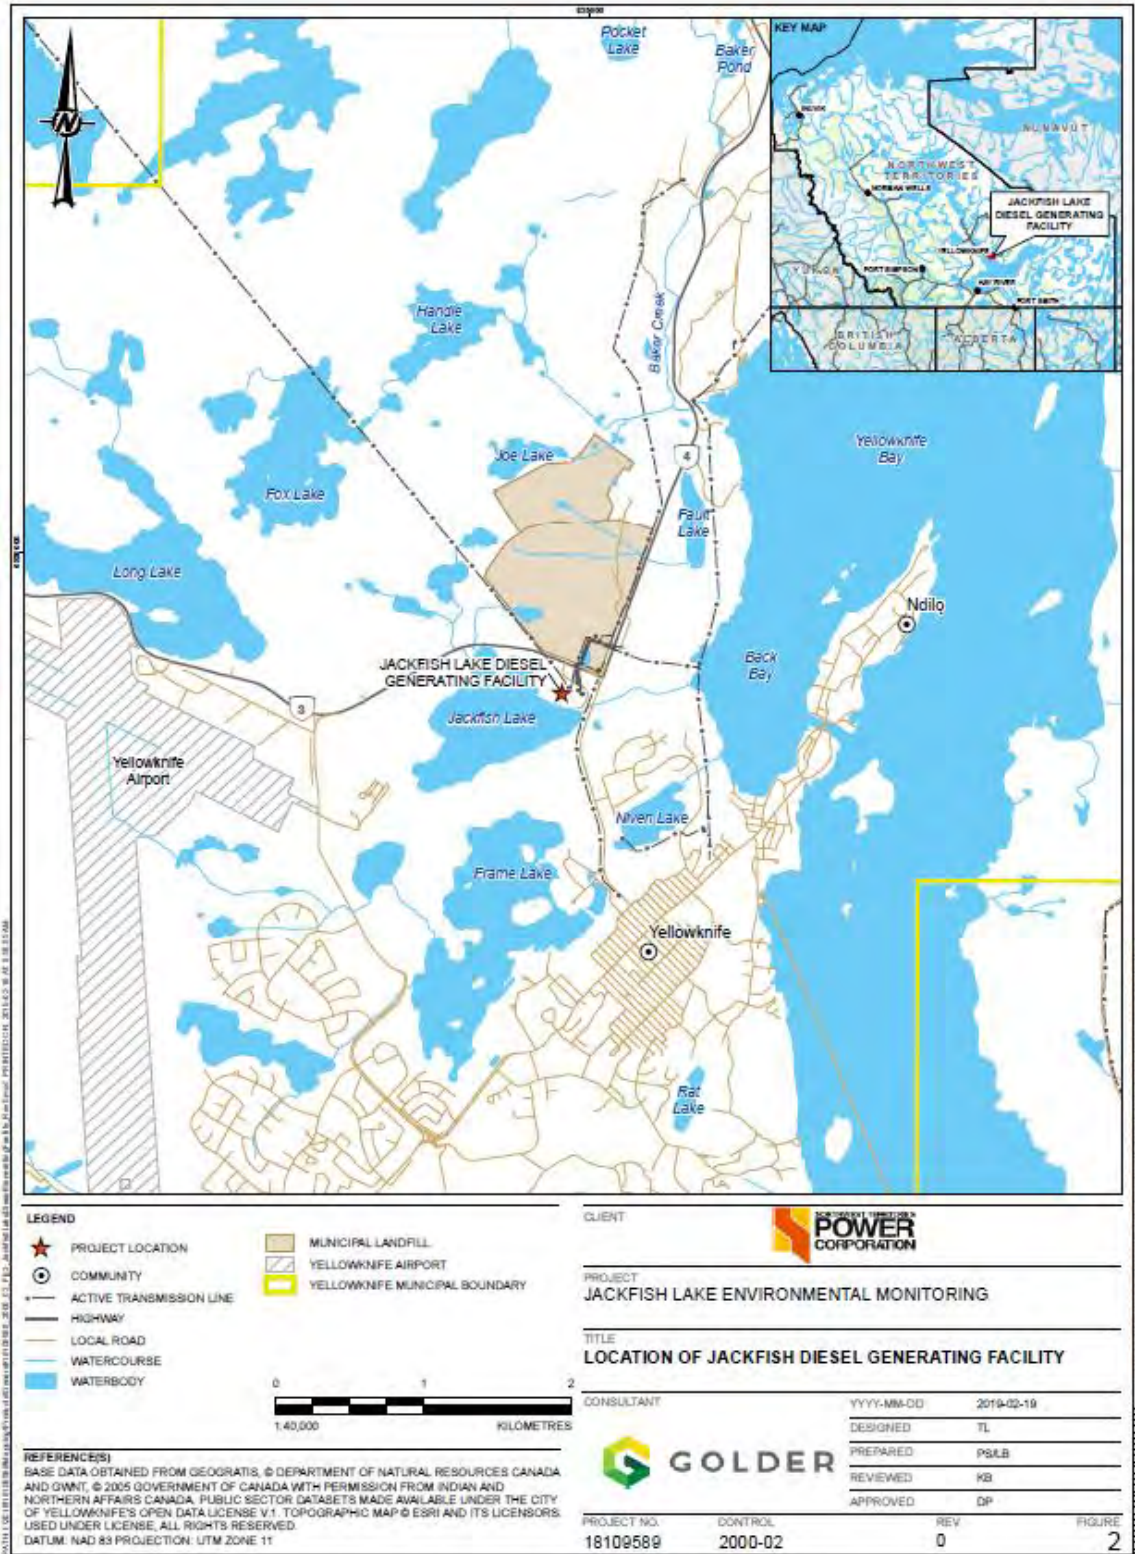 Pocket
Lake
Baker
Pond
KEY MAP
INUVIK
NUNAVUT
NORTHWEST
TERRITORIES
NORMAN WELLS
JACKFISH LAKE
DIESEL GENERATING
FACILITY
YELLOWKNIFE
FORT SIMPSON
YUKON
HAY RIVER
FORT SMITH
BRITISH
COLUMBIA
ALBERTA
Handle
Lake
Baker Creek
Yellowknife
Bay
4
Joe Lake
Fox Lake
Fault
Lake
Long Lake
Ndilǫ
Back
Bay
JACKFISH LAKE DIESEL
GENERATING FACILITY
3
Jackfish Lake
Yellowknife
Airport
Niven Lake
Frame Lake
Yellowknife
Rat
Lake
LEGEND
PROJECT LOCATION
COMMUNITY
ACTIVE TRANSMISSION LINE
HIGHWAY
LOCAL ROAD
WATERCOURSE
WATERBODY
MUNICIPAL LANDFILL
YELLOWKNIFE AIRPORT
YELLOWKNIFE MUNICIPAL BOUNDARY
0 1 2
1:40,000 KILOMETRES
REFERENCE(S)
BASE DATA OBTAINED FROM GEOGRATIS, © DEPARTMENT OF NATURAL RESOURCES CANADA
AND GWNT, © 2005 GOVERNMENT OF CANADA WITH PERMISSION FROM INDIAN AND
NORTHERN AFFAIRS CANADA. PUBLIC SECTOR DATASETS MADE AVAILABLE UNDER THE CITY
OF YELLOWKNIFE'S OPEN DATA LICENSE V.1. TOPOGRAPHIC MAP © ESRI AND ITS LICENSORS.
USED UNDER LICENSE, ALL RIGHTS RESERVED.
DATUM: NAD 83 PROJECTION: UTM ZONE 11
CLIENT
NORTHWEST TERRITORIES
POWER
CORPORATION
PROJECT
JACKFISH LAKE ENVIRONMENTAL MONITORING
TITLE
LOCATION OF JACKFISH DIESEL GENERATING FACILITY
CONSULTANT
GOLDER
YYYY-MM-DD 2019-02-19
DESIGNED TL
PREPARED PS/LB
REVIEWED KB
APPROVED DP
PROJECT NO. CONTROL REV FIGURE
18109589 2000-02 0 2